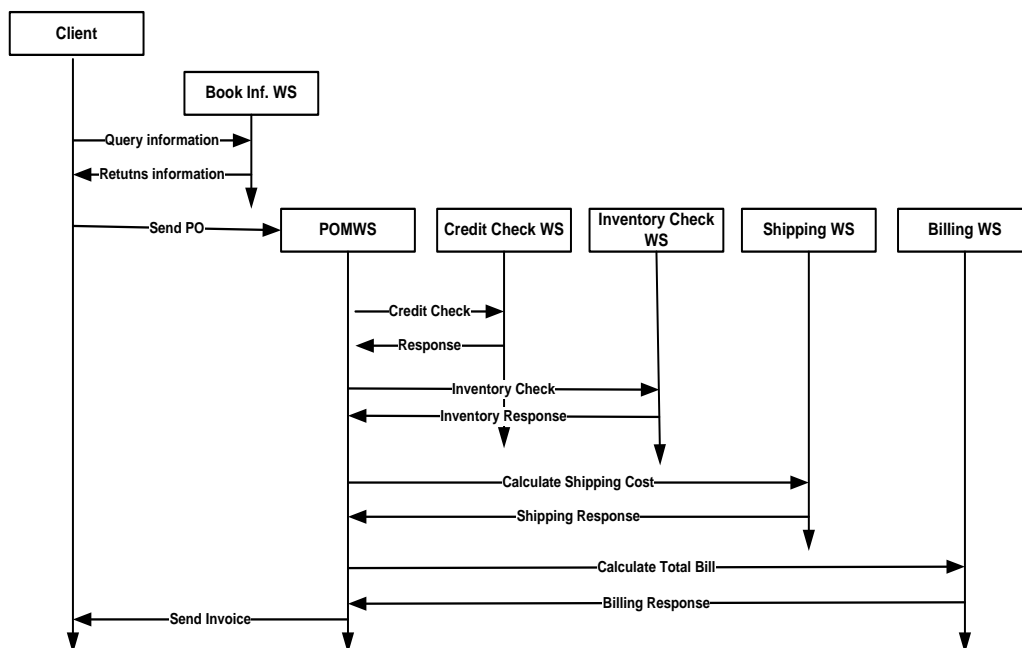 Client
Book Inf. WS
Query information
Retutns information
Send PO
POMWS
Credit Check WS
Inventory Check
WS
Shipping WS
Billing WS
Credit Check
Response
Inventory Check
Inventory Response
Calculate Shipping Cost
Shipping Response
Calculate Total Bill
Billing Response
Send Invoice